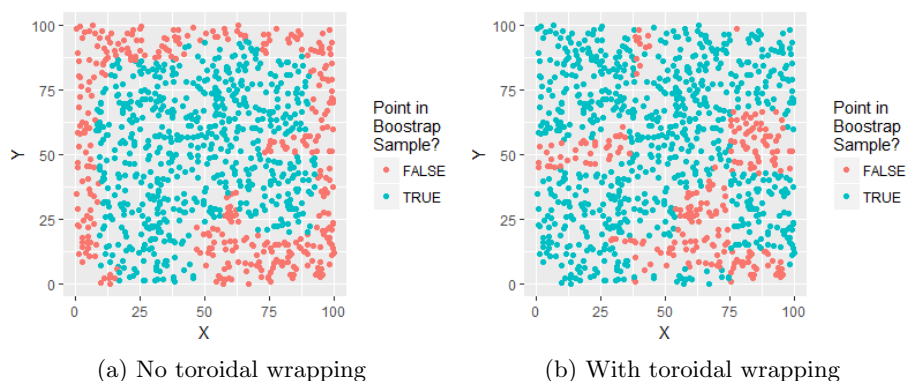 100
75
50
25
0
Y
0 25 50 75 100
X
Point in
Boostrap
Sample?
FALSE
TRUE
(a) No toroidal wrapping
100
75
50
25
0
Y
0 25 50 75 100
X
Point in
Boostrap
Sample?
FALSE
TRUE
(b) With toroidal wrapping